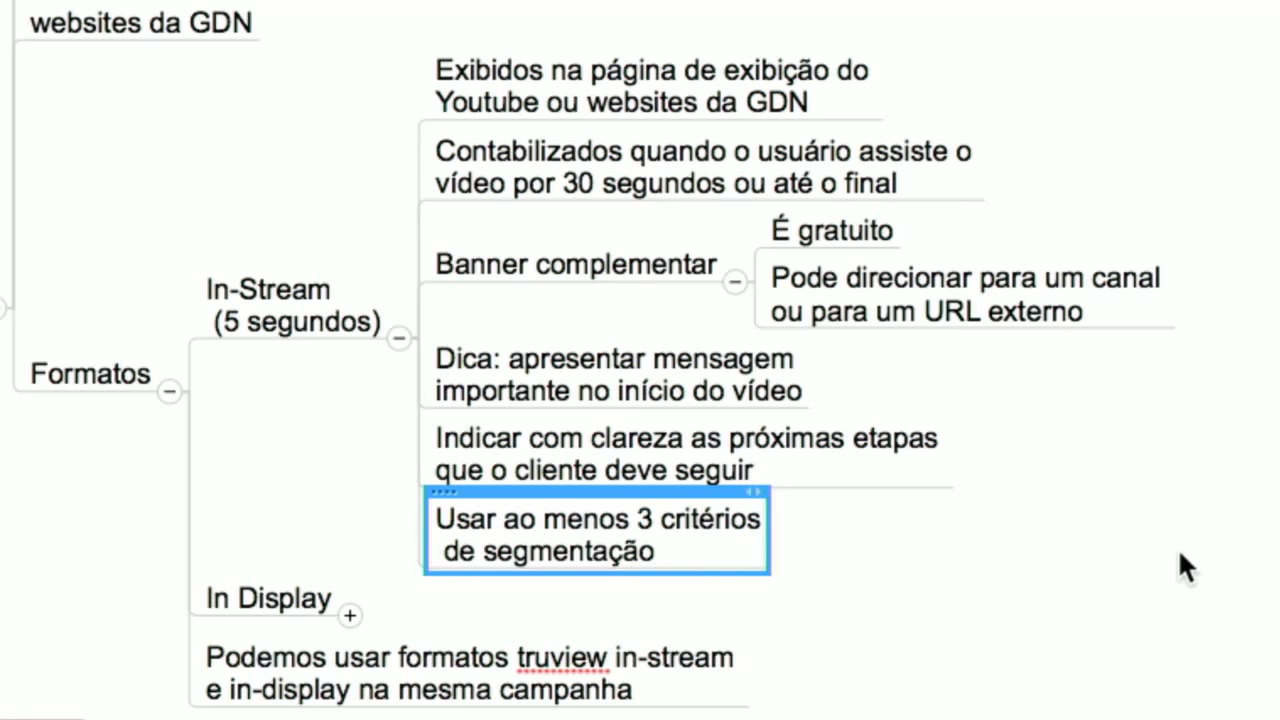 websites da GDN
Exibidos na página de exibição do
Youtube ou websites da GDN
Contabilizados quando o usuário assiste o
vídeo por 30 segundos ou até o final
É gratuito
Banner complementar
Pode direcionar para um canal
ou para um URL externo
In-Stream
(5 segundos)
Dica: apresentar mensagem
importante no início do vídeo
Formatos
Indicar com clareza as próximas etapas
que o cliente deve seguir
Usar ao menos 3 critérios
de segmentação
In Display
Podemos usar formatos truview in-stream
e in-display na mesma campanha